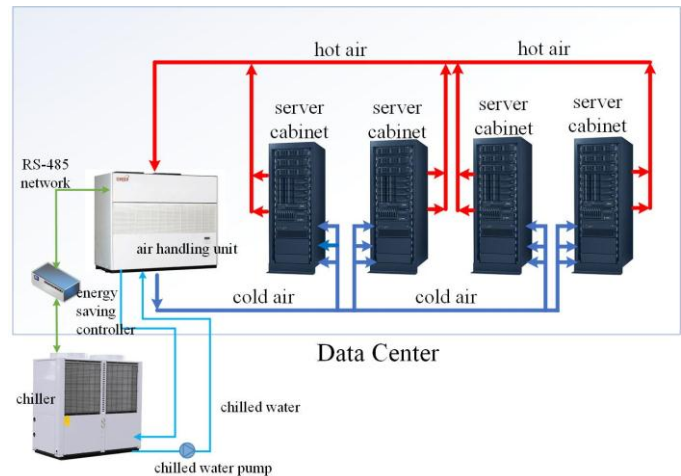 hot air
hot air
server
cabinet
server
cabinet
server
cabinet
server
cabinet
RS-485
network
air handling unit
energy
saving
controller
cold air
cold air
Data Center
chiller
chilled water
chilled water pump